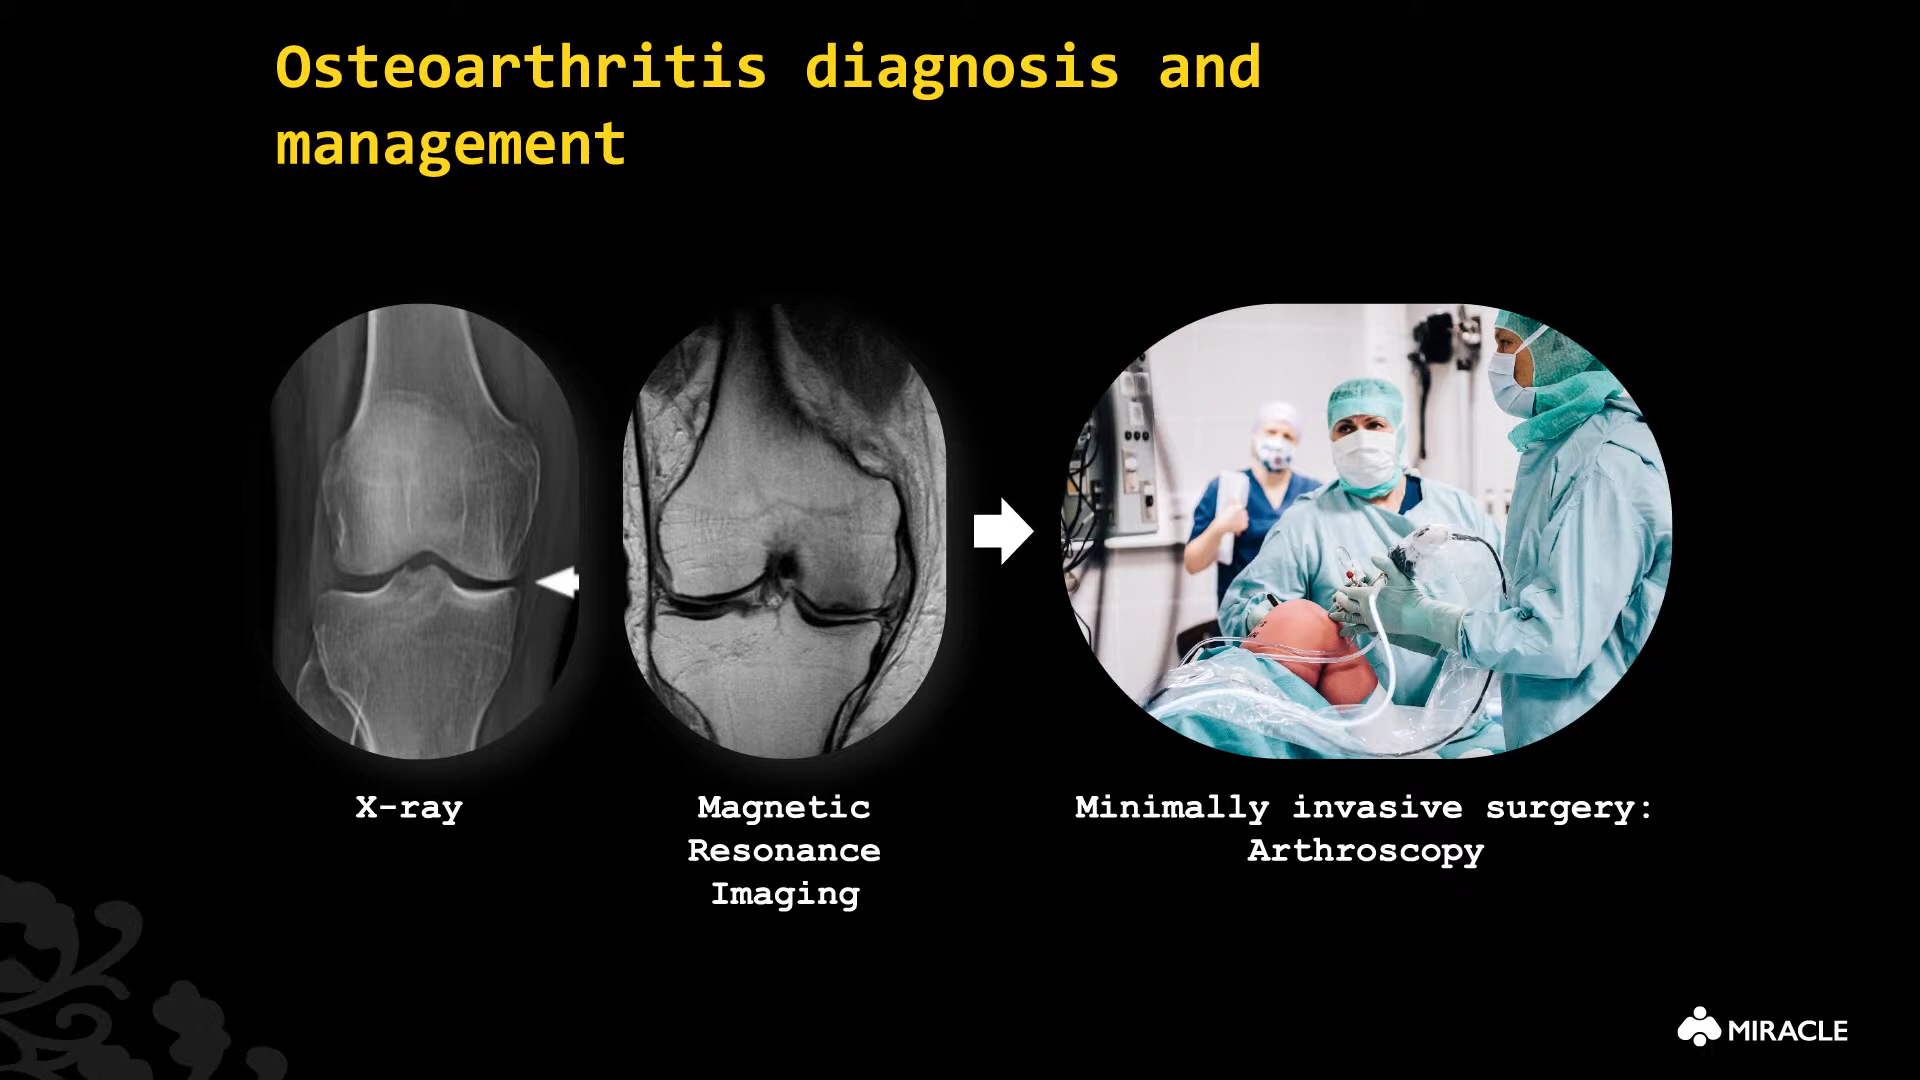 Osteoarthritis diagnosis and
management
X-ray
Magnetic
Resonance
Imaging
Minimally invasive surgery:
Arthroscopy
MIRACLE